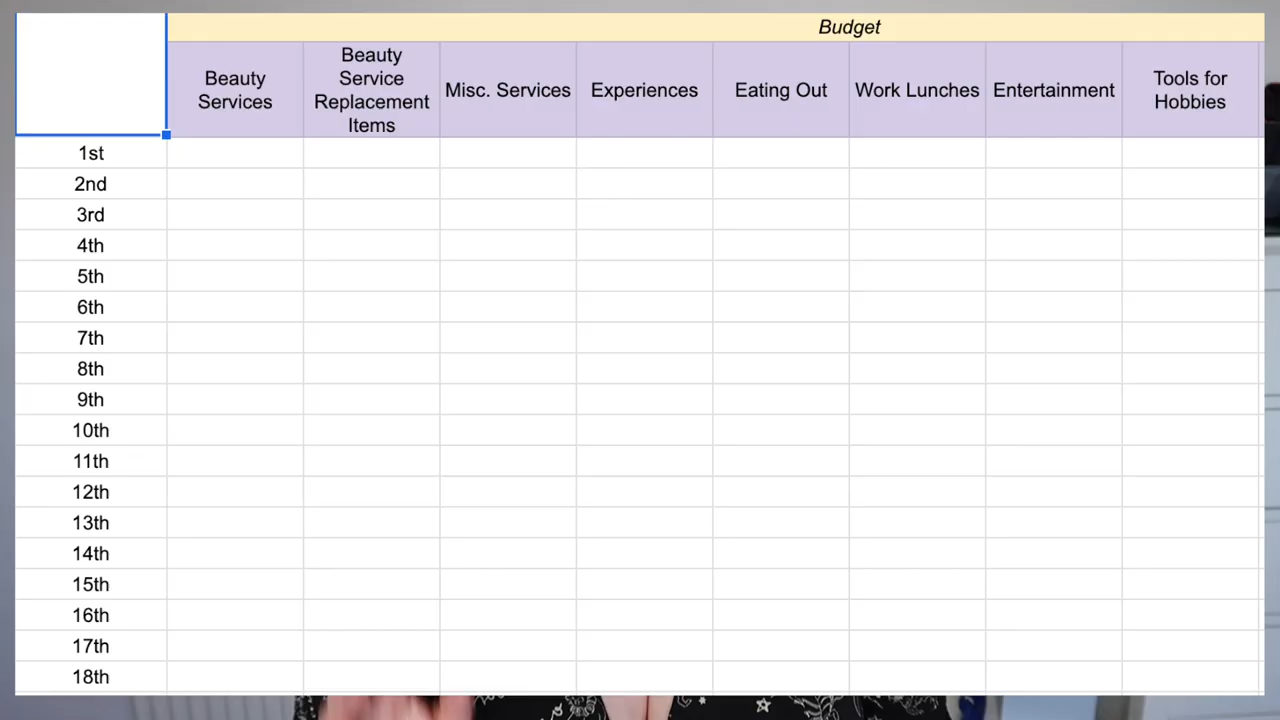 Budget
Beauty
Services
Beauty
Service
Replacement
Items
Misc. Services
Experiences
Eating Out
Work Lunches
Entertainment
Tools for
Hobbies
1st
2nd
3rd
4th
5th
6th
7th
8th
9th
10th
11th
12th
13th
14th
15th
16th
17th
18th